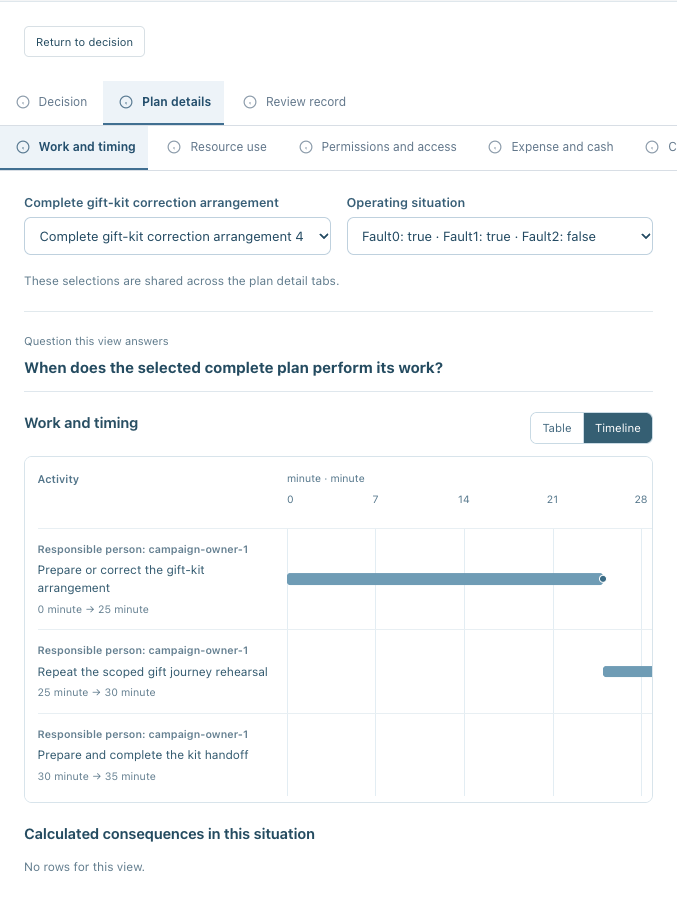 Return to decision
Decision
Plan details
Review record
Work and timing
Resource use
Permissions and access
Expense and cash
C
Complete gift-kit correction arrangement
Operating situation
Complete gift-kit correction arrangement 4
Fault0: true · Fault1: true · Fault2: false
These selections are shared across the plan detail tabs.
Question this view answers
When does the selected complete plan perform its work?
Work and timing
Table
Timeline
Activity
minute · minute
0 7 14 21 28
Responsible person: campaign-owner-1
Prepare or correct the gift-kit
arrangement
0 minute → 25 minute
Responsible person: campaign-owner-1
Repeat the scoped gift journey rehearsal
25 minute → 30 minute
Responsible person: campaign-owner-1
Prepare and complete the kit handoff
30 minute → 35 minute
Calculated consequences in this situation
No rows for this view.